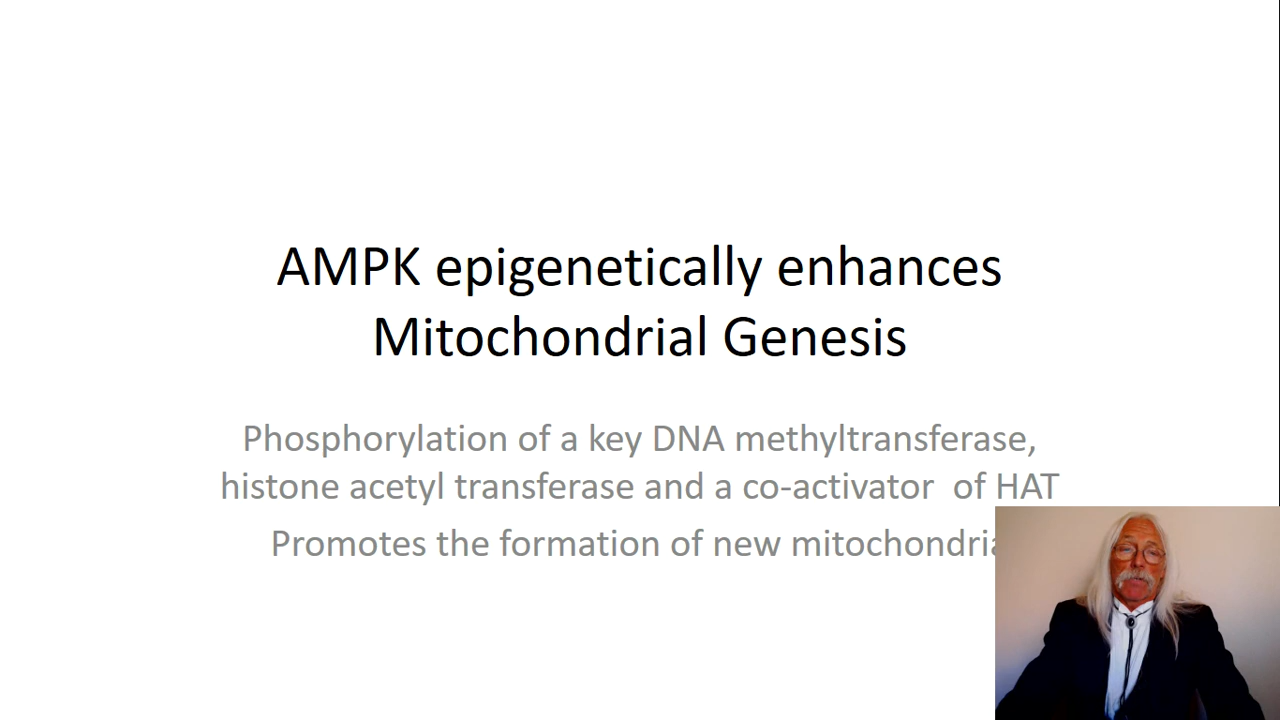 AMPK epigenetically enhances
Mitochondrial Genesis
Phosphorylation of a key DNA methyltransferase,
histone acetyl transferase and a co-activator of HAT
Promotes the formation of new mitochondria